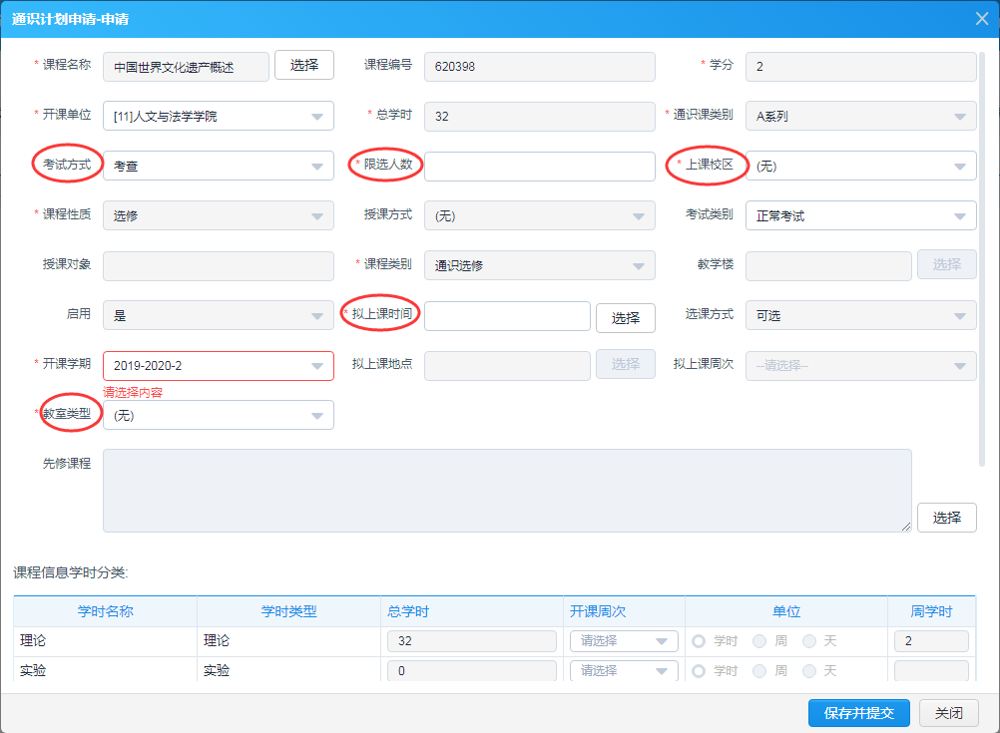 通识计划申请-申请
* 课程名称 中国世界文化遗产概述 选择 课程编号 620398 * 学分 2
* 开课单位 [11]人文与法学学院 * 总学时 32 * 通识课类别 A系列
考试方式 考查 * 限选人数 * 上课校区 (无)
* 课程性质 选修 授课方式 (无) 考试类别 正常考试
授课对象 * 课程类别 通识选修 教学楼 选择
启用 是 * 拟上课时间 选择 选课方式 可选
* 开课学期 2019-2020-2 拟上课地点 选择 拟上课周次 --请选择--
请选择内容
* 教室类型 (无)
先修课程
选择
课程信息学时分类:
学时名称 学时类型 总学时 开课周次 单位 周学时
理论 理论 32 请选择 学时 周 天 2
实验 实验 0 请选择 学时 周 天
保存并提交 关闭